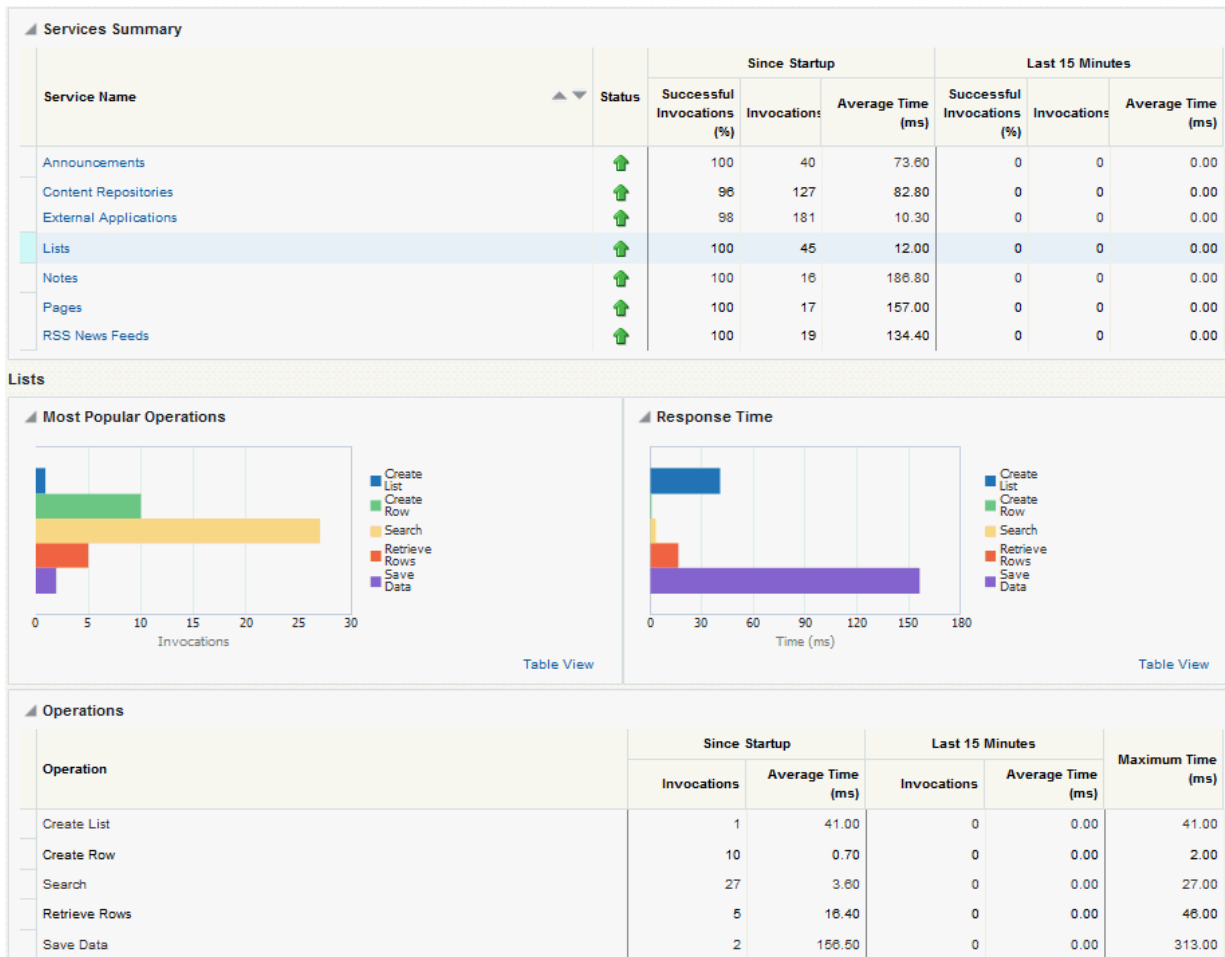 Services Summary
Service Name Status Since Startup Last 15 Minutes
Successful Invocations (%) Invocations Average Time (ms) Successful Invocations (%) Invocations Average Time (ms)
Announcements 100 40 73.60 0 0 0.00
Content Repositories 96 127 82.80 0 0 0.00
External Applications 98 181 10.30 0 0 0.00
Lists 100 45 12.00 0 0 0.00
Notes 100 16 186.80 0 0 0.00
Pages 100 17 157.00 0 0 0.00
RSS News Feeds 100 19 134.40 0 0 0.00
Lists
Most Popular Operations
Create List
Create Row
Search
Retrieve Rows
Save Data
0 5 10 15 20 25 30
Invocations
Table View
Response Time
Create List
Create Row
Search
Retrieve Rows
Save Data
0 30 60 90 120 150 180
Time (ms)
Table View
Operations
Operation Since Startup Last 15 Minutes Maximum Time (ms)
Invocations Average Time (ms) Invocations Average Time (ms)
Create List 1 41.00 0 0.00 41.00
Create Row 10 0.70 0 0.00 2.00
Search 27 3.60 0 0.00 27.00
Retrieve Rows 5 16.40 0 0.00 46.00
Save Data 2 156.50 0 0.00 313.00